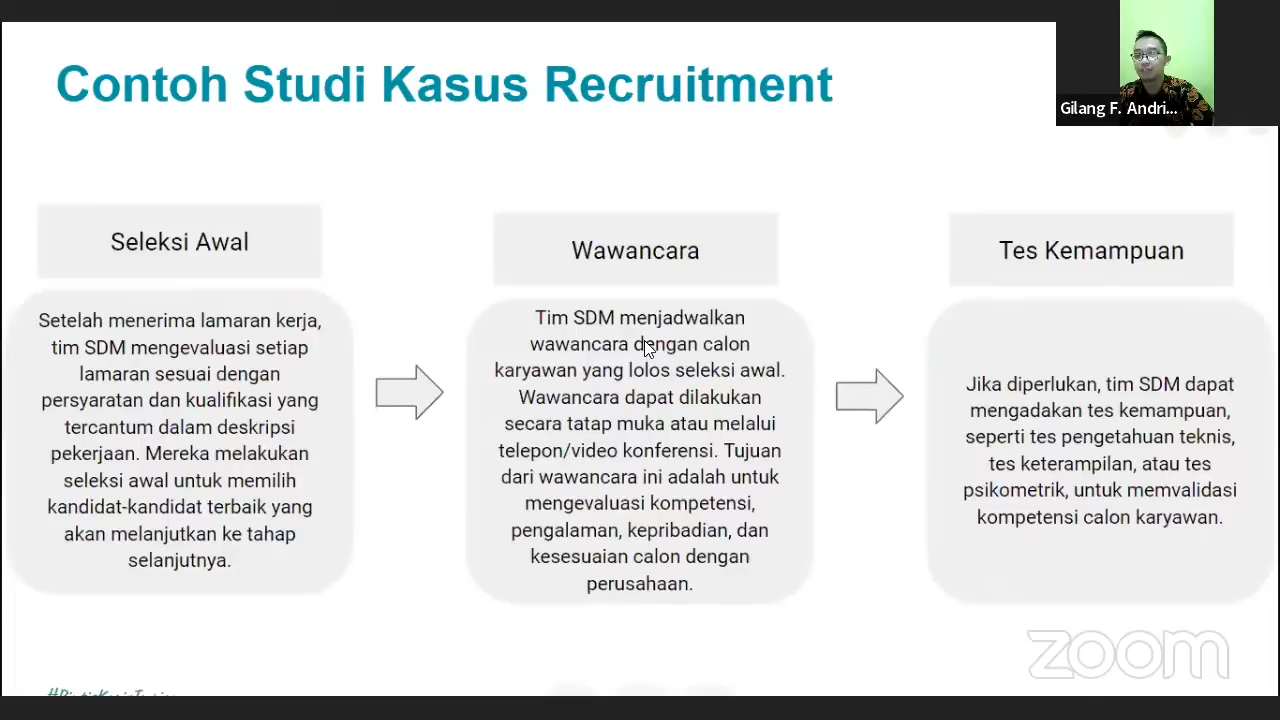 Contoh Studi Kasus Recruitment
Gilang F. Andri...
Seleksi Awal
Setelah menerima lamaran kerja,
tim SDM mengevaluasi setiap
lamaran sesuai dengan
persyaratan dan kualifikasi yang
tercantum dalam deskripsi
pekerjaan. Mereka melakukan
seleksi awal untuk memilih
kandidat-kandidat terbaik yang
akan melanjutkan ke tahap
selanjutnya.
Wawancara
Tim SDM menjadwalkan
wawancara dengan calon
karyawan yang lolos seleksi awal.
Wawancara dapat dilakukan
secara tatap muka atau melalui
telepon/video konferensi. Tujuan
dari wawancara ini adalah untuk
mengevaluasi kompetensi,
pengalaman, kepribadian, dan
kesesuaian calon dengan
perusahaan.
Tes Kemampuan
Jika diperlukan, tim SDM dapat
mengadakan tes kemampuan,
seperti tes pengetahuan teknis,
tes keterampilan, atau tes
psikometrik, untuk memvalidasi
kompetensi calon karyawan.
zoom